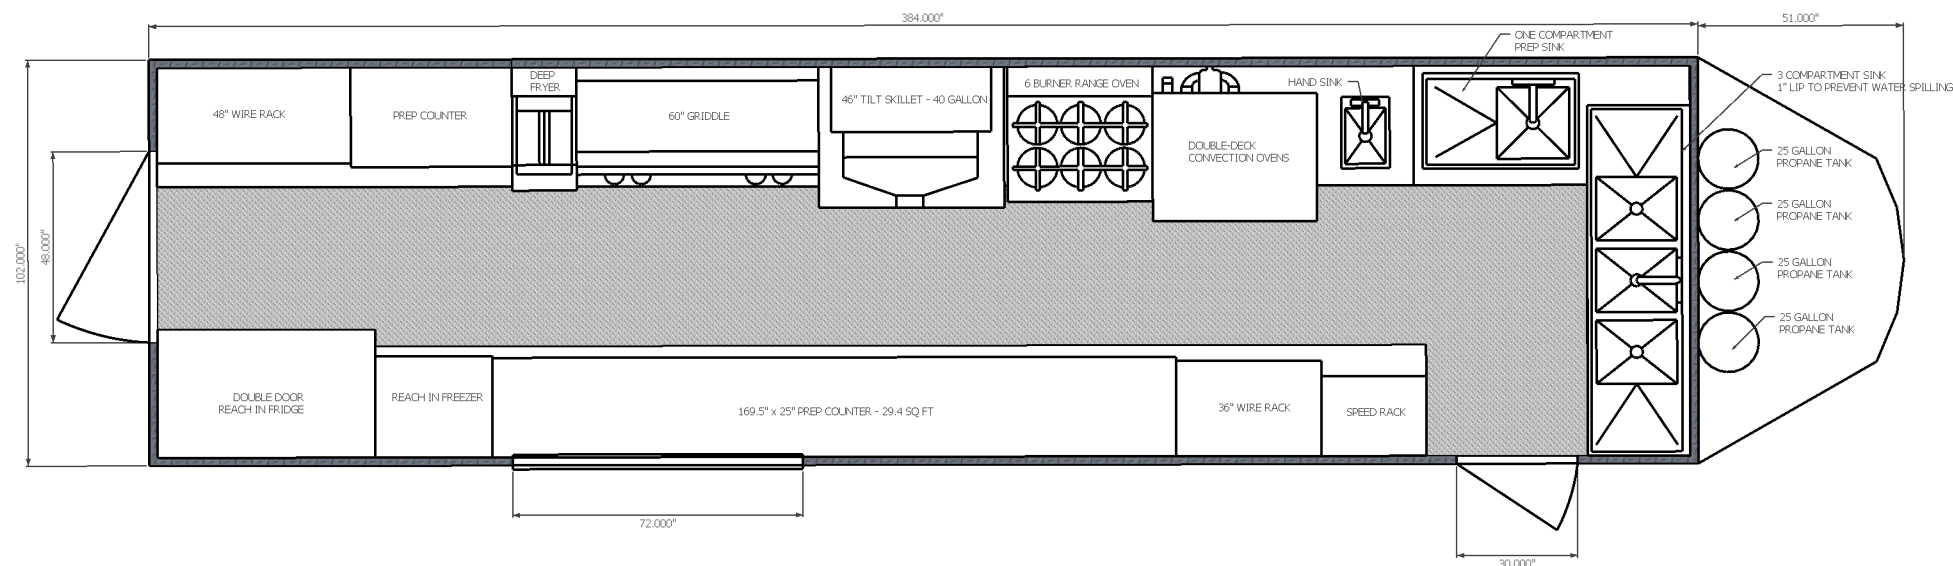 384.000"
51.000"
ONE COMPARTMENT
PREP SINK
3 COMPARTMENT SINK
1" LIP TO PREVENT WATER SPILLING
DEEP
FRYER
6 BURNER RANGE OVEN
HAND SINK
48" WIRE RACK
PREP COUNTER
60" GRIDDLE
46" TILT SKILLET - 40 GALLON
DOUBLE-DECK
CONVECTION OVENS
25 GALLON
PROPANE TANK
25 GALLON
PROPANE TANK
25 GALLON
PROPANE TANK
25 GALLON
PROPANE TANK
102.000"
48.000"
DOUBLE DOOR
REACH IN FRIDGE
REACH IN FREEZER
169.5" x 25" PREP COUNTER - 29.4 SQ FT
36" WIRE RACK
SPEED RACK
72.000"
30.000"